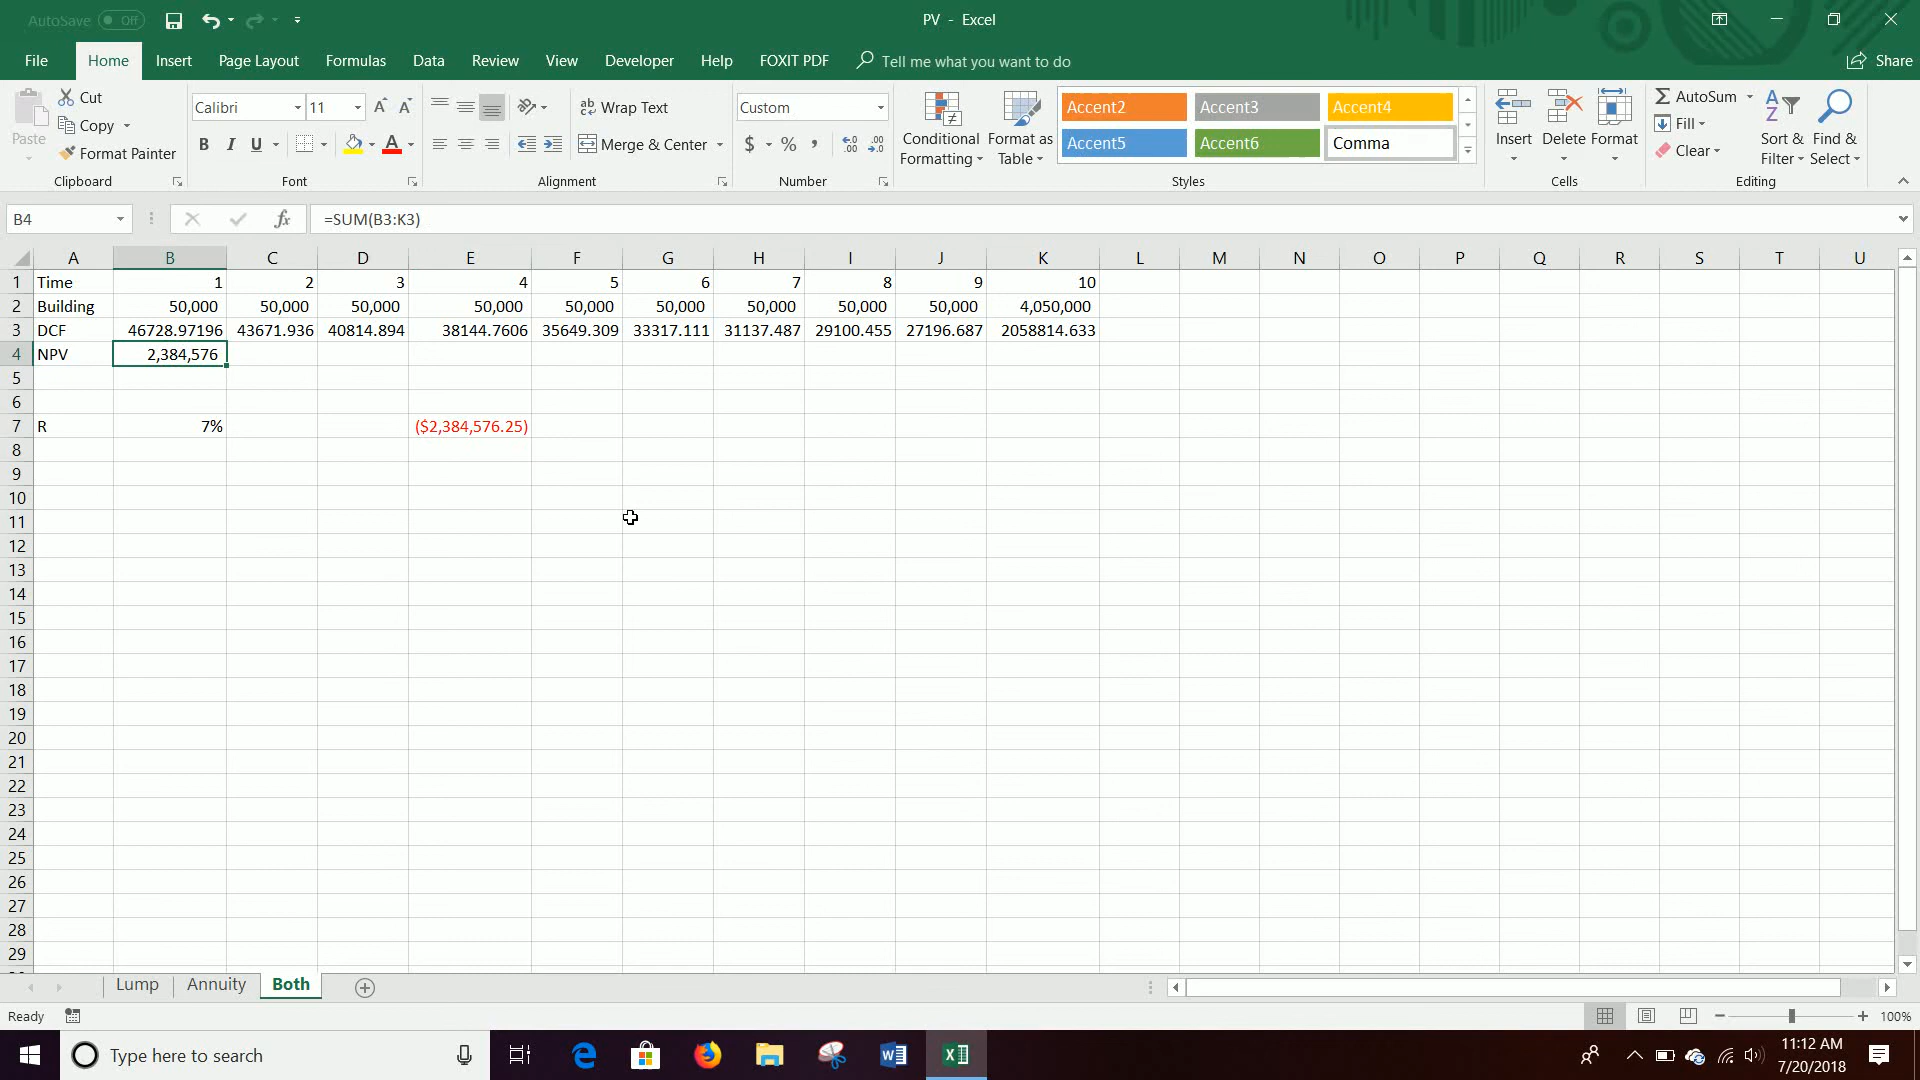 AutoSave Off
PV - Excel
File Home Insert Page Layout Formulas Data Review View Developer Help FOXIT PDF Tell me what you want to do Share
Paste
Cut
Copy
Format Painter
Clipboard
Calibri 11
B I U
Font
Wrap Text
Merge & Center
Alignment
Custom
$ % ,
Number
Conditional Formatting
Format as Table
Accent2 Accent3 Accent4
Accent5 Accent6 Comma
Styles
Insert Delete Format
Cells
AutoSum
Fill
Clear
Sort & Filter
Find & Select
Editing
B4 fx =SUM(B3:K3)
A B C D E F G H I J K L M N O P Q R S T U
1 Time 1 2 3 4 5 6 7 8 9 10
2 Building 50,000 50,000 50,000 50,000 50,000 50,000 50,000 50,000 50,000 4,050,000
3 DCF 46728.97196 43671.936 40814.894 38144.7606 35649.309 33317.111 31137.487 29100.455 27196.687 2058814.633
4 NPV 2,384,576
5
6
7 R 7% ($2,384,576.25)
8
9
10
11
12
13
14
15
16
17
18
19
20
21
22
23
24
25
26
27
28
29
Lump Annuity Both
Ready
100%
Type here to search
11:12 AM
7/20/2018